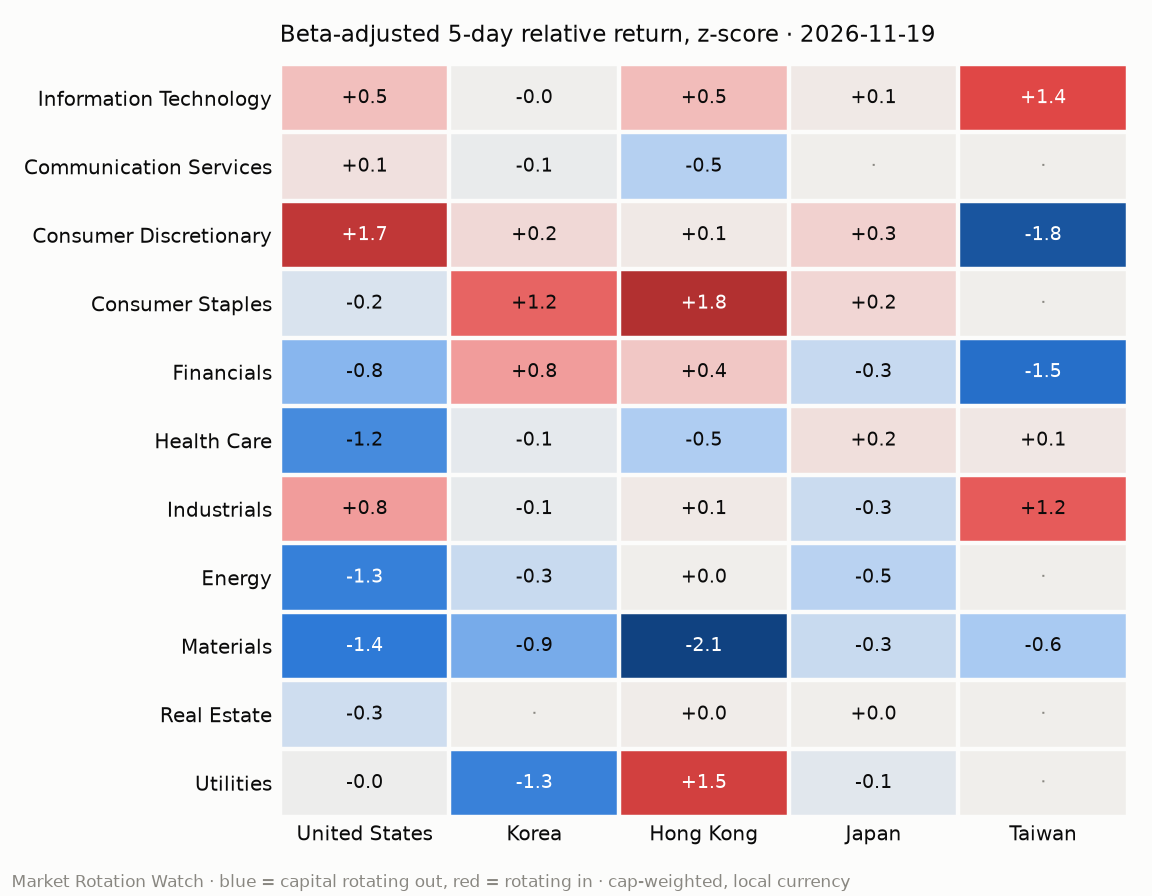 Beta-adjusted 5-day relative return, z-score · 2026-11-19
Information Technology +0.5 -0.0 +0.5 +0.1 +1.4
Communication Services +0.1 -0.1 -0.5 · ·
Consumer Discretionary +1.7 +0.2 +0.1 +0.3 -1.8
Consumer Staples -0.2 +1.2 +1.8 +0.2 ·
Financials -0.8 +0.8 +0.4 -0.3 -1.5
Health Care -1.2 -0.1 -0.5 +0.2 +0.1
Industrials +0.8 -0.1 +0.1 -0.3 +1.2
Energy -1.3 -0.3 +0.0 -0.5 ·
Materials -1.4 -0.9 -2.1 -0.3 -0.6
Real Estate -0.3 · +0.0 +0.0 ·
Utilities -0.0 -1.3 +1.5 -0.1 ·
United States Korea Hong Kong Japan Taiwan
Market Rotation Watch · blue = capital rotating out, red = rotating in · cap-weighted, local currency